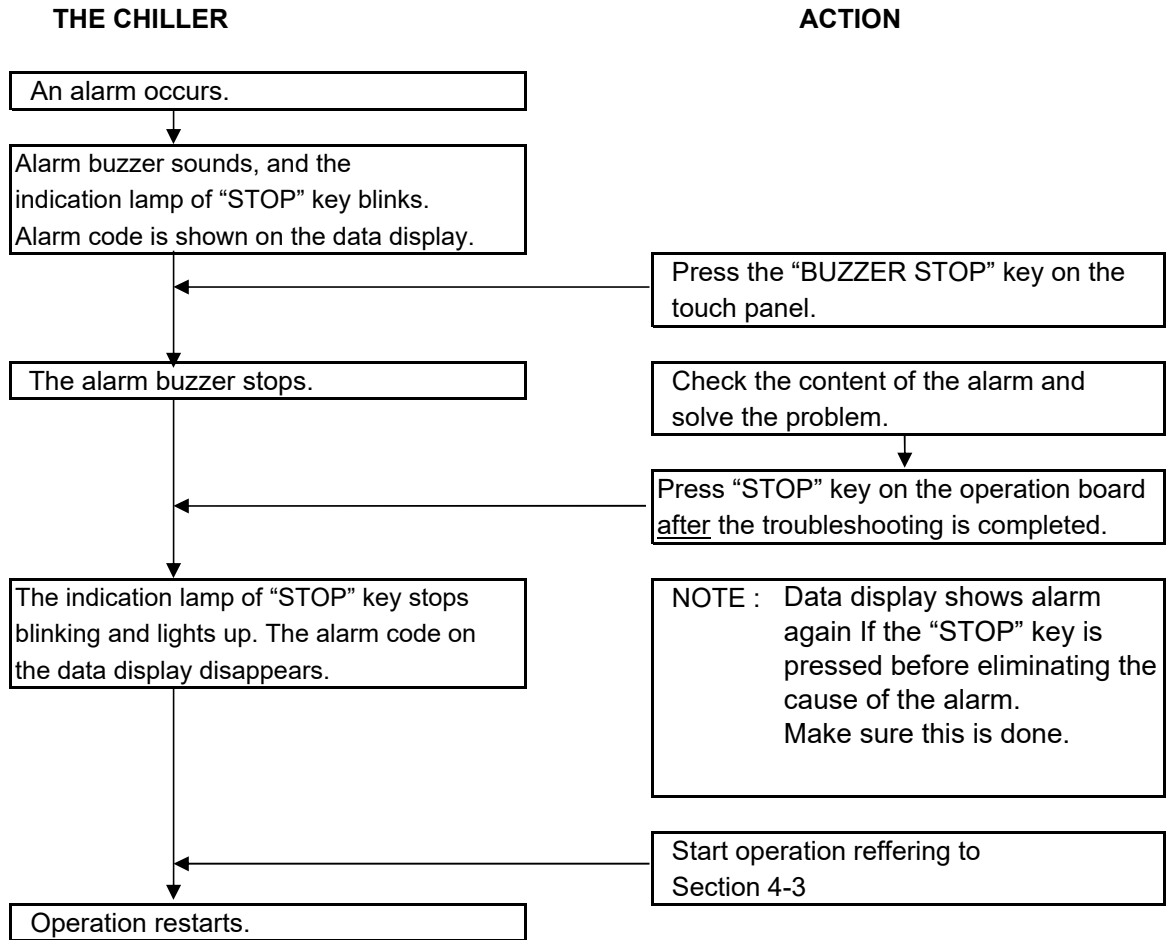 THE CHILLER
ACTION
An alarm occurs.
Alarm buzzer sounds, and the
indication lamp of “STOP” key blinks.
Alarm code is shown on the data display.
Press the “BUZZER STOP” key on the
touch panel.
The alarm buzzer stops.
Check the content of the alarm and
solve the problem.
Press “STOP” key on the operation board
after the troubleshooting is completed.
The indication lamp of “STOP” key stops
blinking and lights up. The alarm code on
the data display disappears.
NOTE : Data display shows alarm
again If the “STOP” key is
pressed before eliminating the
cause of the alarm.
Make sure this is done.
Start operation reffering to
Section 4-3
Operation restarts.